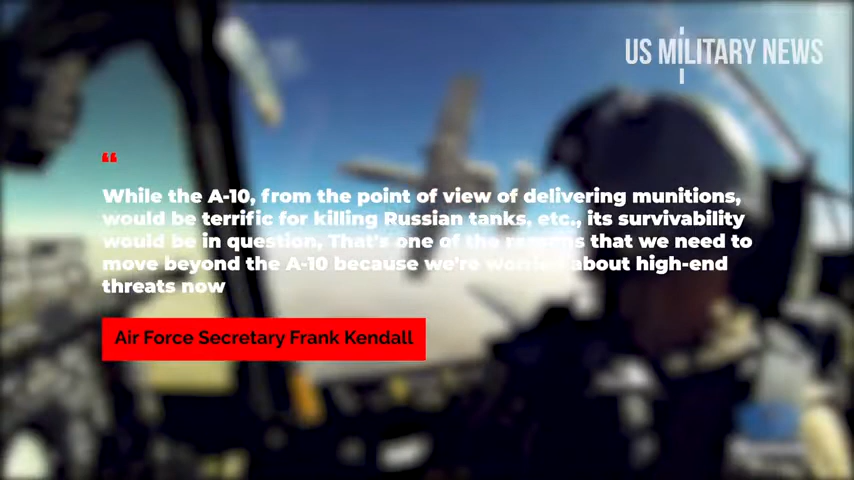 US MILITARY NEWS
“
While the A-10, from the point of view of delivering munitions,
would be terrific for killing Russian tanks, etc., its survivability
would be in question, That's one of the reasons that we need to
move beyond the A-10 because we're worried about high-end
threats now
Air Force Secretary Frank Kendall